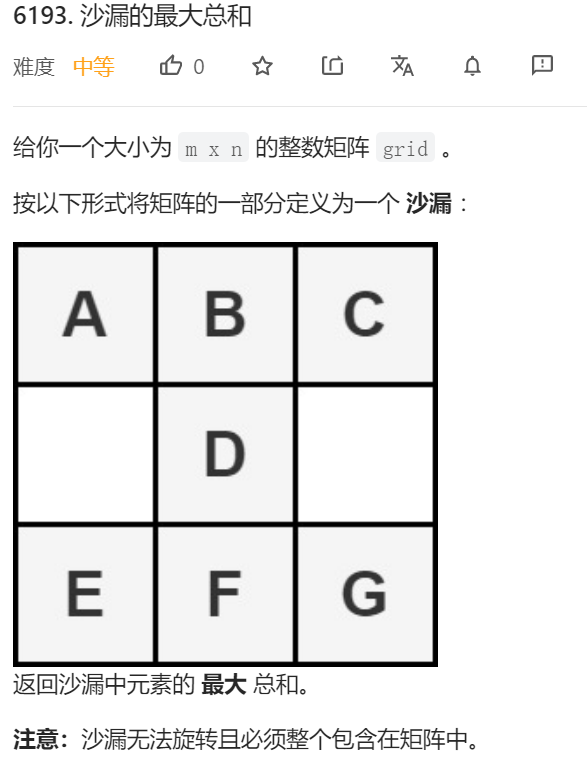 6193. 沙漏的最大总和
难度 中等 0
给你一个大小为 m x n 的整数矩阵 grid 。
按以下形式将矩阵的一部分定义为一个 沙漏 ：
A B C
D
E F G
返回沙漏中元素的 最大 总和。
注意：沙漏无法旋转且必须整个包含在矩阵中。